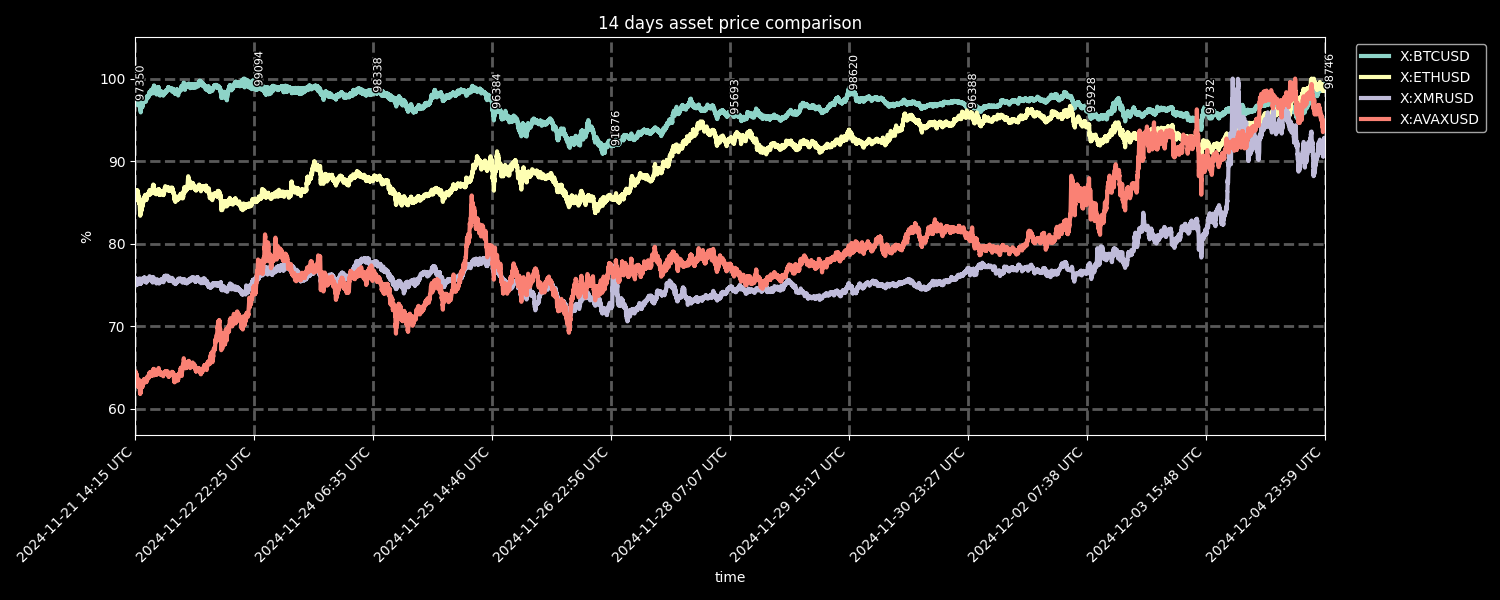 14 days asset price comparison
X:BTCUSD
X:ETHUSD
X:XMRUSD
X:AVAXUSD
100
90
80
70
60
%
97350
99094
98338
96384
91876
95693
98620
96388
95928
95732
98746
2024-11-21 14:15 UTC
2024-11-22 22:25 UTC
2024-11-24 06:35 UTC
2024-11-25 14:46 UTC
2024-11-26 22:56 UTC
2024-11-28 07:07 UTC
2024-11-29 15:17 UTC
2024-11-30 23:27 UTC
2024-12-02 07:38 UTC
2024-12-03 15:48 UTC
2024-12-04 23:59 UTC
time